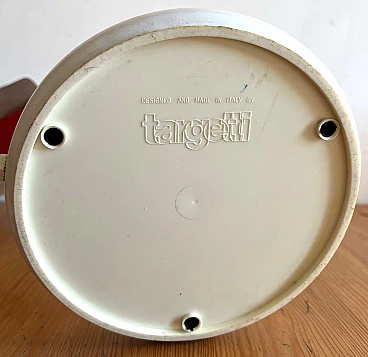 DESIGNED AND MADE IN ITALY BY
targetti